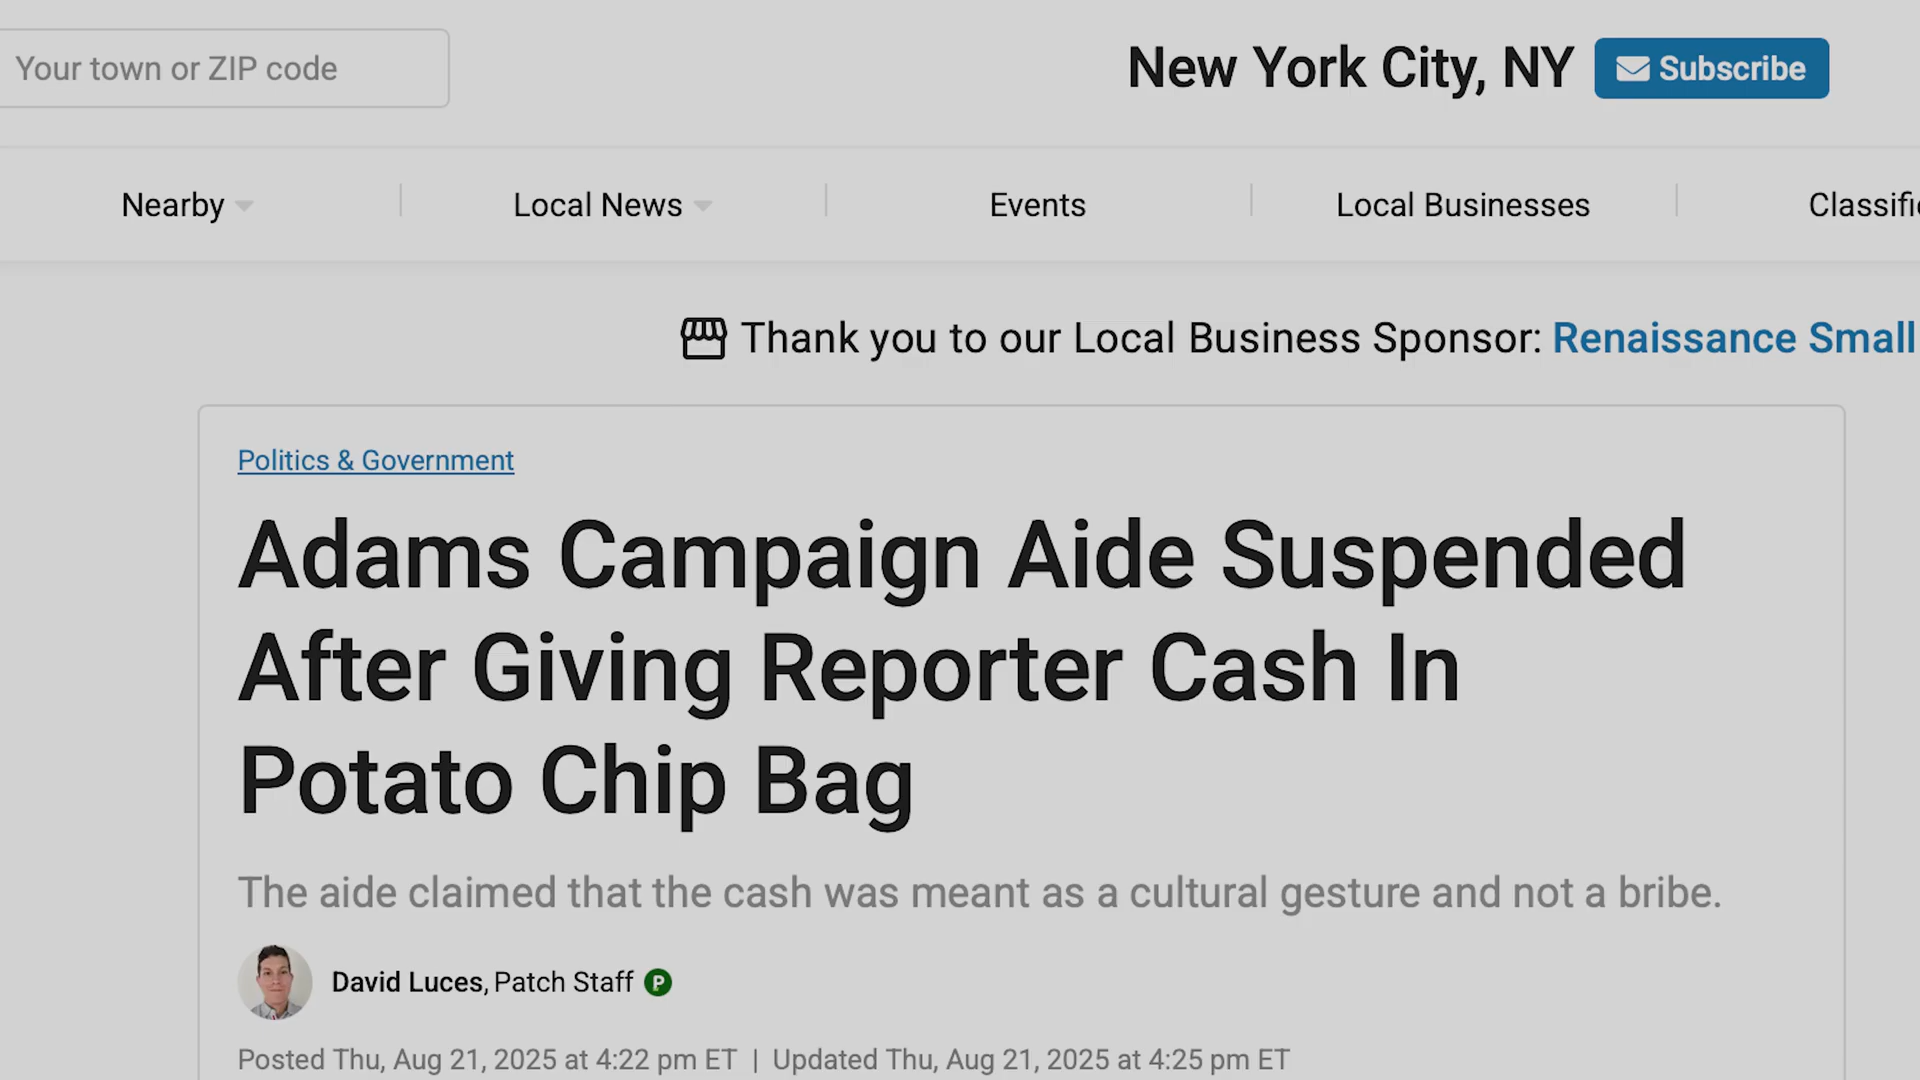 Your town or ZIP code
New York City, NY
Subscribe
Nearby
Local News
Events
Local Businesses
Classifi
Thank you to our Local Business Sponsor: Renaissance Small
Politics & Government
Adams Campaign Aide Suspended
After Giving Reporter Cash In
Potato Chip Bag
The aide claimed that the cash was meant as a cultural gesture and not a bribe.
David Luces, Patch Staff P
Posted Thu, Aug 21, 2025 at 4:22 pm ET | Updated Thu, Aug 21, 2025 at 4:25 pm ET